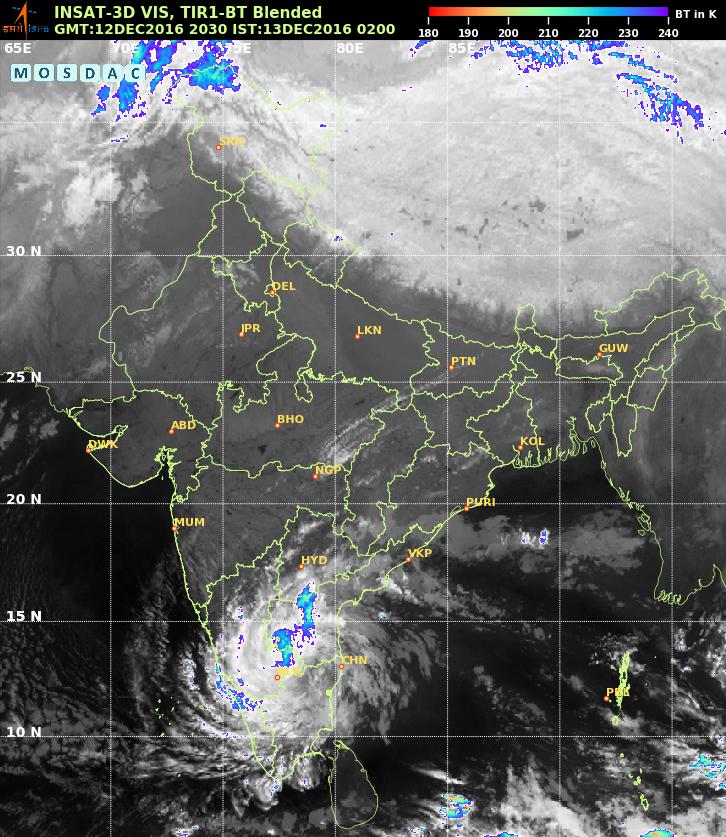 INSAT-3D VIS, TIR1-BT Blended
GMT:12DEC2016 2030 IST:13DEC2016 0200
BT in K
180 190 200 210 220 230 240
65E 70E 75E 80E 85E
M O S D A C
SRN
30 N
DEL
JPR LKN
GUW
PTN
25 N
ABD BHO
DWK KOL
NGP
20 N
PURI
MUM
VKP
HYD
15 N
CHN
PBL
10 N